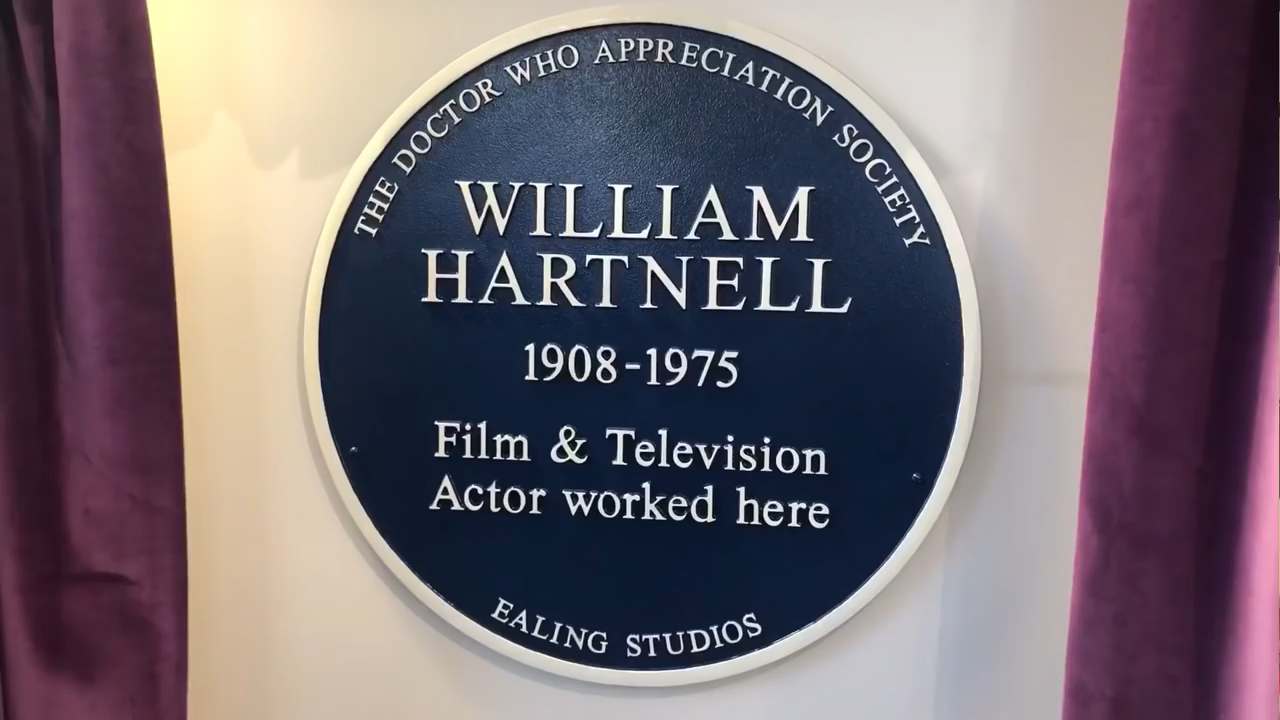 THE DOCTOR WHO APPRECIATION SOCIETY
WILLIAM
HARTNELL
1908-1975
Film & Television
Actor worked here
EALING STUDIOS